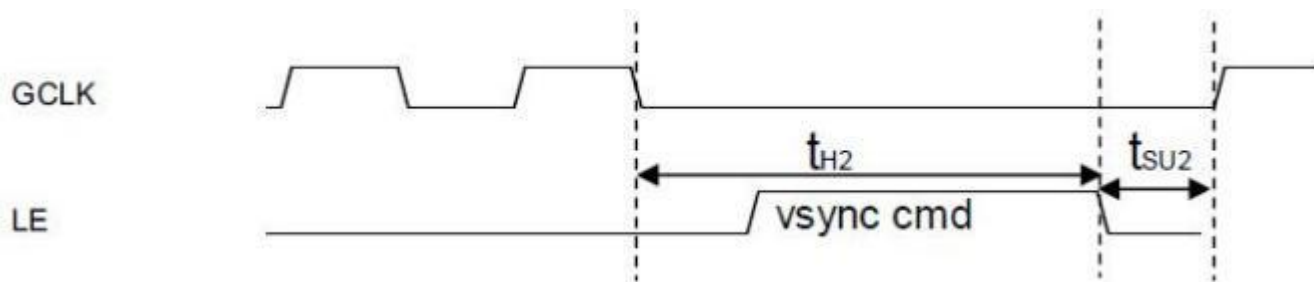 GCLK
tH2
tSU2
LE
vsync cmd